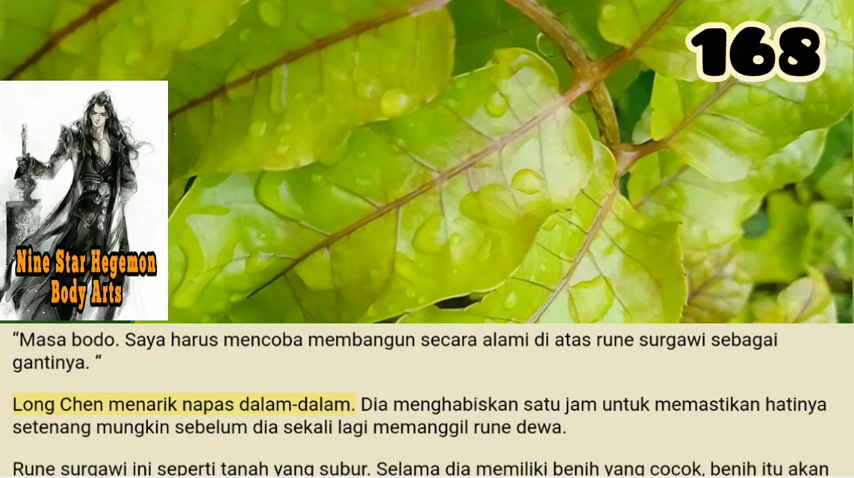 168
Nine Star Hegemon
Body Arts
“Masa bodo. Saya harus mencoba membangun secara alami di atas rune surgawi sebagai
gantinya. “
Long Chen menarik napas dalam-dalam. Dia menghabiskan satu jam untuk memastikan hatinya
setenang mungkin sebelum dia sekali lagi memanggil rune dewa.
Rune surgawi ini seperti tanah yang subur. Selama dia memiliki benih yang cocok, benih itu akan